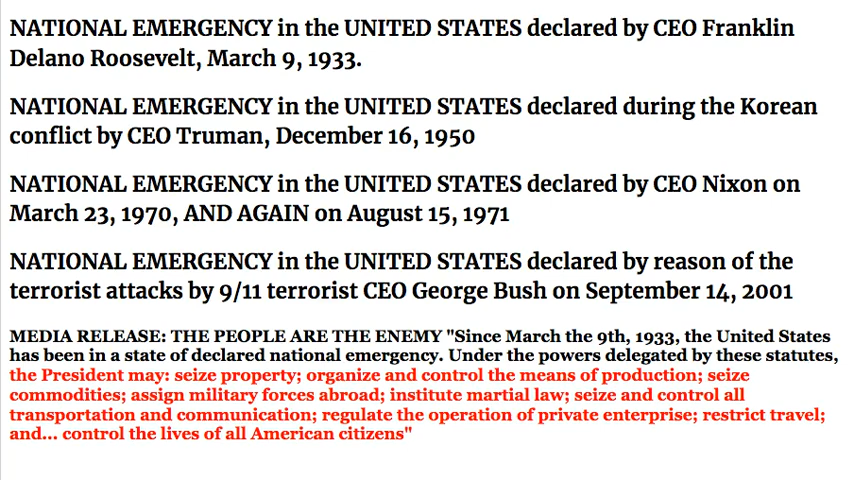 NATIONAL EMERGENCY in the UNITED STATES declared by CEO Franklin
Delano Roosevelt, March 9, 1933.
NATIONAL EMERGENCY in the UNITED STATES declared during the Korean
conflict by CEO Truman, December 16, 1950
NATIONAL EMERGENCY in the UNITED STATES declared by CEO Nixon on
March 23, 1970, AND AGAIN on August 15, 1971
NATIONAL EMERGENCY in the UNITED STATES declared by reason of the
terrorist attacks by 9/11 terrorist CEO George Bush on September 14, 2001
MEDIA RELEASE: THE PEOPLE ARE THE ENEMY "Since March the 9th, 1933, the United States
has been in a state of declared national emergency. Under the powers delegated by these statutes,
the President may: seize property; organize and control the means of production; seize
commodities; assign military forces abroad; institute martial law; seize and control all
transportation and communication; regulate the operation of private enterprise; restrict travel;
and... control the lives of all American citizens"